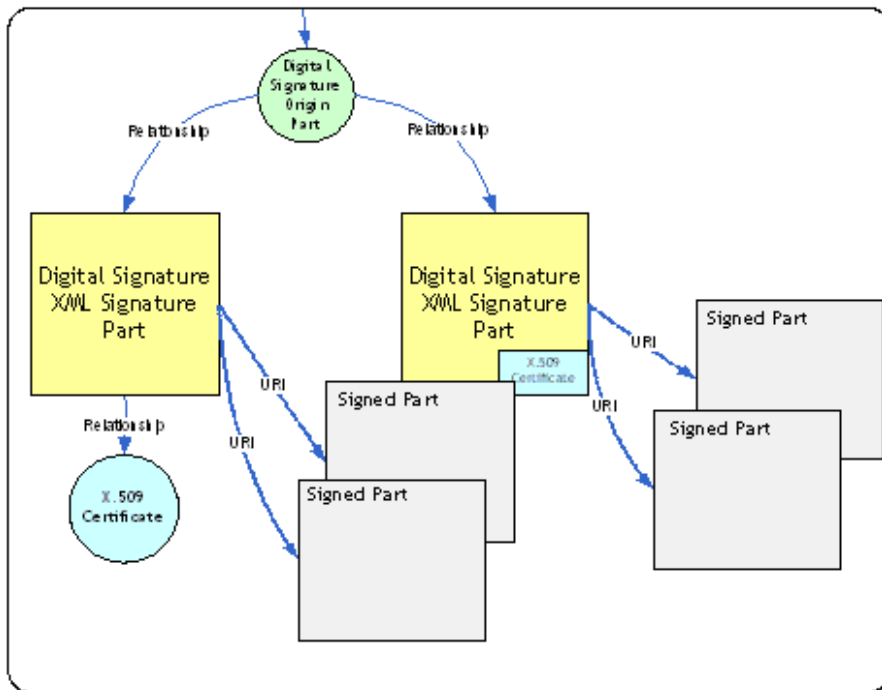 Digital
Signature
Origin
Part
Relationship
Relationship
Digital Signature
XML Signature
Part
Digital Signature
XML Signature
Part
X.509
Certificate
Signed Part
URI
URI
Signed Part
URI
URI
Signed Part
Signed Part
Relationship
X.509
Certificate